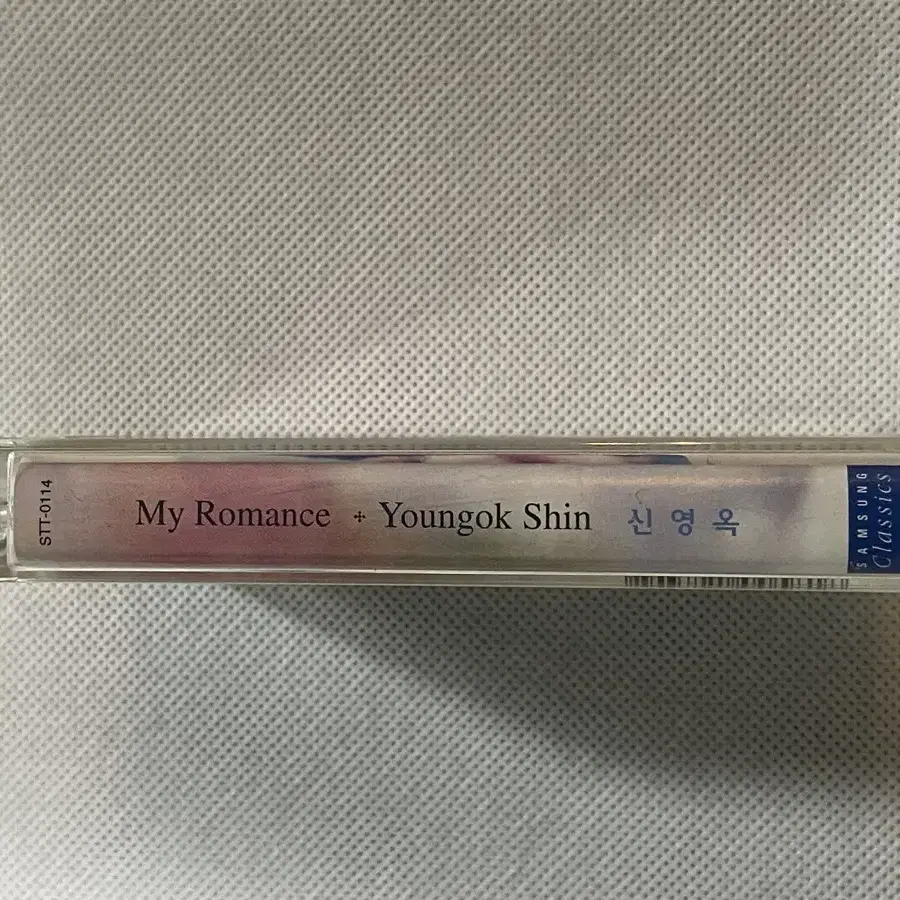 STT-0114
My Romance + Youngok Shin 신영옥
SAMSUNG
Classics